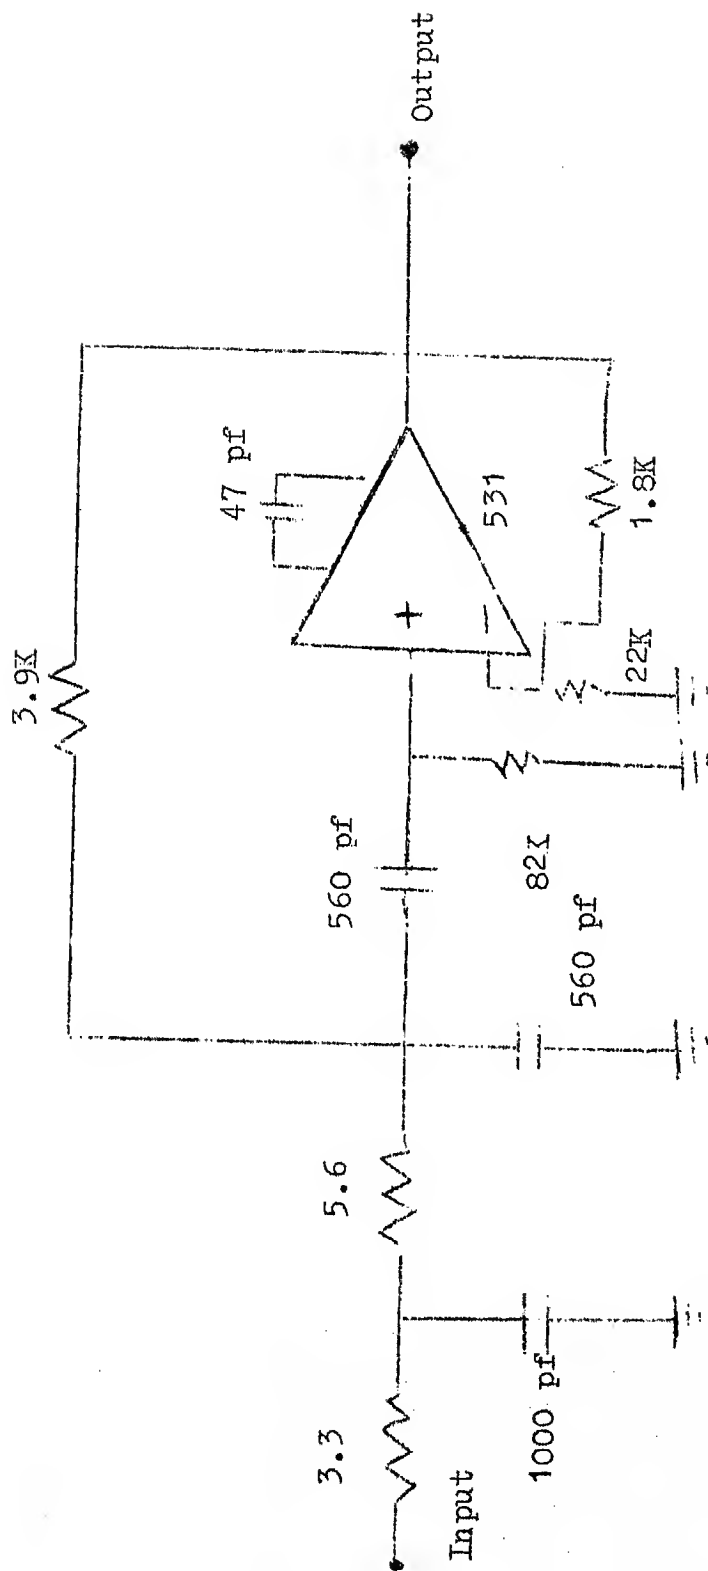 Input
3.3
1000 pf
5.6
560 pf
3.9K
560 pf
82K
22K
1.8K
+
−
531
47 pf
Output